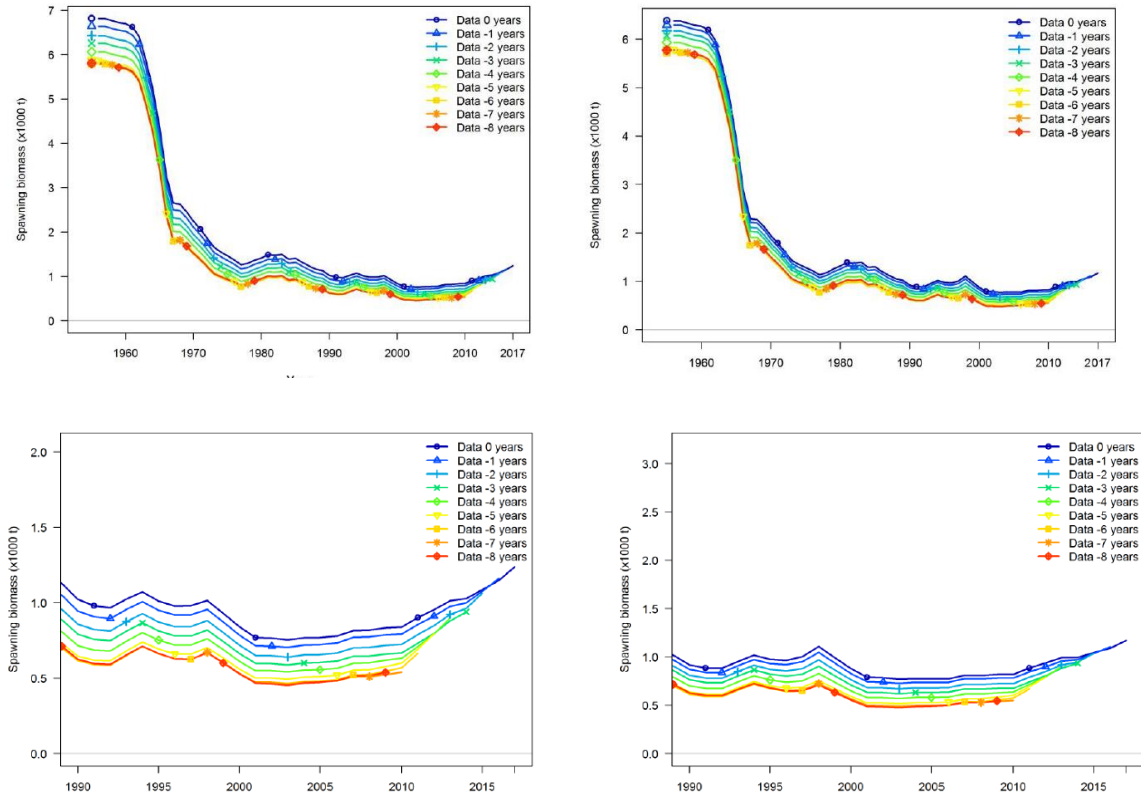 Spawning biomass (x1000 t)
7
6
5
4
3
2
1
0
1960
1970
1980
1990
2000
2010
2017
Data 0 years
Data -1 years
Data -2 years
Data -3 years
Data -4 years
Data -5 years
Data -6 years
Data -7 years
Data -8 years
Spawning biomass (x1000 t)
6
5
4
3
2
1
0
1960
1970
1980
1990
2000
2010
2017
Data 0 years
Data -1 years
Data -2 years
Data -3 years
Data -4 years
Data -5 years
Data -6 years
Data -7 years
Data -8 years
Spawning biomass (x1000 t)
2.0
1.5
1.0
0.5
0.0
1990
1995
2000
2005
2010
2015
Data 0 years
Data -1 years
Data -2 years
Data -3 years
Data -4 years
Data -5 years
Data -6 years
Data -7 years
Data -8 years
Spawning biomass (x1000 t)
3.0
2.5
2.0
1.5
1.0
0.5
0.0
1990
1995
2000
2005
2010
2015
Data 0 years
Data -1 years
Data -2 years
Data -3 years
Data -4 years
Data -5 years
Data -6 years
Data -7 years
Data -8 years